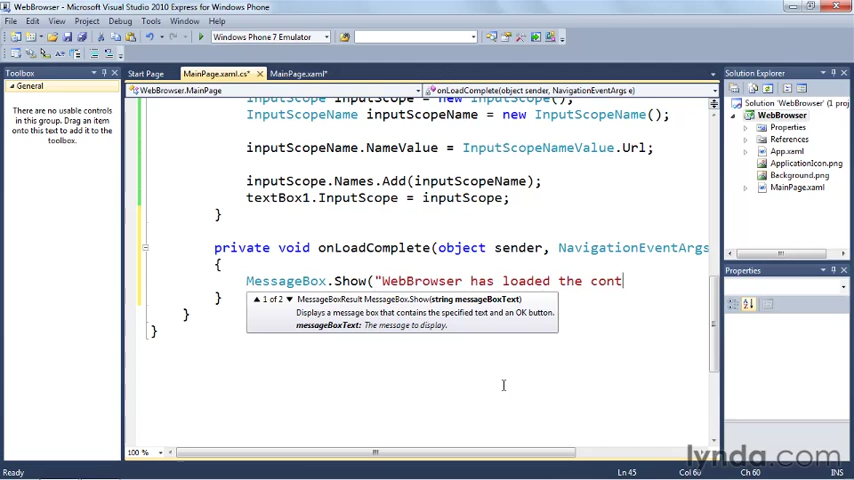 WebBrowser - Microsoft Visual Studio 2010 Express for Windows Phone
File Edit View Project Debug Tools Window Help
Windows Phone 7 Emulator
Toolbox
General
There are no usable controls
in this group. Drag an item
onto this text to add it to the
toolbox.
Start Page MainPage.xaml.cs* MainPage.xaml*
WebBrowser.MainPage onLoadComplete(object sender, NavigationEventArgs e)
InputScope inputScope = new InputScope();
InputScopeName inputScopeName = new InputScopeName();
inputScopeName.NameValue = InputScopeNameValue.Url;
inputScope.Names.Add(inputScopeName);
textBox1.InputScope = inputScope;
}
private void onLoadComplete(object sender, NavigationEventArgs
{
MessageBox.Show("WebBrowser has loaded the cont
}
1 of 2 MessageBoxResult MessageBox.Show(string messageBoxText)
Displays a message box that contains the specified text and an OK button.
messageBoxText: The message to display.
}
}
100 %
Solution Explorer
Solution 'WebBrowser' (1 proj
WebBrowser
Properties
References
App.xaml
ApplicationIcon.png
Background.png
MainPage.xaml
Properties
Ready Ln 45 Col 60 Ch 60 INS
lynda.com